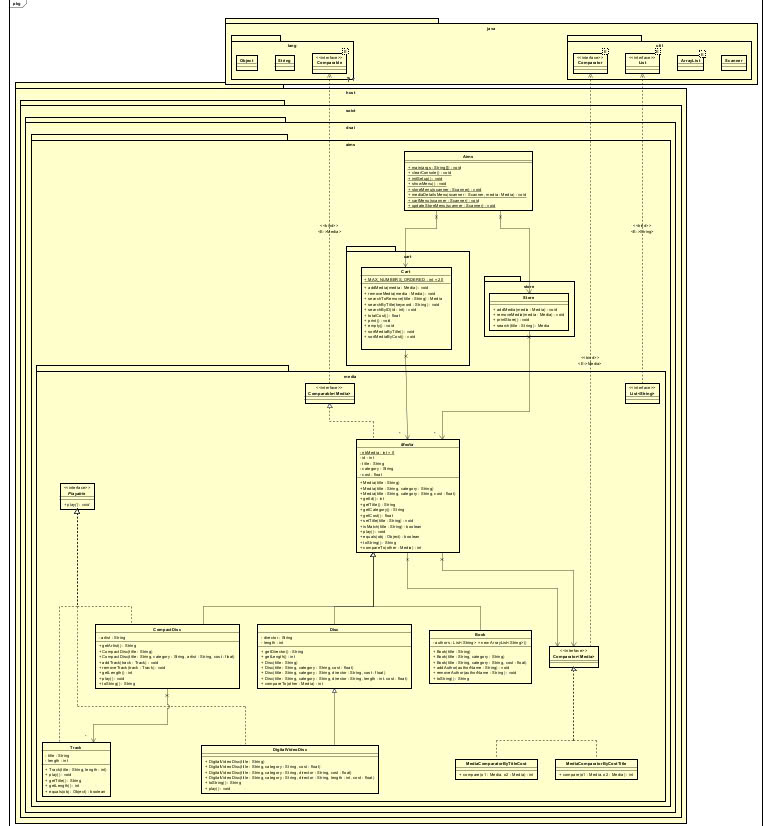 pkg
java
lang
Object
String
<<interface>>
Comparable
util
<<interface>>
Comparator
<<interface>>
List
ArrayList
Scanner
hust
soict
dsai
aims
Aims
+ main(args : String[]) : void
+ clearConsole() : void
+ initSetup() : void
+ showMenu() : void
+ storeMenu(scanner : Scanner) : void
+ mediaDetailsMenu(scanner : Scanner, media : Media) : void
+ cartMenu(scanner : Scanner) : void
+ updateStoreMenu(scanner : Scanner) : void
<<bind>>
<<bind>>
cart
Cart
+ MAX_NUMBERS_ORDERED : int = 20
+ addMedia(media : Media) : void
+ removeMedia(media : Media) : void
+ searchToRemove(title : String) : Media
+ searchByTitle(keyword : String) : void
+ searchByID(id : int) : void
+ totalCost() : float
+ print() : void
+ empty() : void
+ sortMediaByTitle() : void
+ sortMediaByCost() : void
store
Store
+ addMedia(media : Media) : void
+ removeMedia(media : Media) : void
+ printStore() : void
+ search(title : String) : Media
<<bind>>
media
<<interface>>
Comparable<Media>
<<interface>>
List<String>
Media
- nbMedia : int = 0
- id : int
- title : String
- category : String
- cost : float
+ Media(title : String)
+ Media(title : String, category : String)
+ Media(title : String, category : String, cost : float)
+ getId() : int
+ getTitle() : String
+ getCategory() : String
+ getCost() : float
+ setTitle(title : String) : void
+ isMatch(title : String) : boolean
+ play() : void
+ equals(obj : Object) : boolean
+ toString() : String
+ compareTo(other : Media) : int
<<interface>>
Playable
+ play() : void
CompactDisc
- artist : String
+ getArtist() : String
+ CompactDisc(title : String)
+ CompactDisc(title : String, category : String, artist : String, cost : float)
+ addTrack(track : Track) : void
+ removeTrack(track : Track) : void
+ getLength() : int
+ play() : void
+ toString() : String
Disc
- director : String
- length : int
+ getDirector() : String
+ getLength() : int
+ Disc(title : String)
+ Disc(title : String, category : String, cost : float)
+ Disc(title : String, category : String, director : String, cost : float)
+ Disc(title : String, category : String, director : String, length : int, cost : float)
+ compareTo(other : Media) : int
Book
- authors : List<String> = new ArrayList<String>()
+ Book(title : String)
+ Book(title : String, category : String)
+ Book(title : String, category : String, cost : float)
+ addAuthor(authorName : String) : void
+ removeAuthor(authorName : String) : void
+ toString() : String
<<interface>>
Comparator<Media>
Track
- title : String
- length : int
+ Track(title : String, length : int)
+ play() : void
+ getTitle() : String
+ getLength() : int
+ equals(obj : Object) : boolean
DigitalVideoDisc
+ DigitalVideoDisc(title : String)
+ DigitalVideoDisc(title : String, category : String, cost : float)
+ DigitalVideoDisc(title : String, category : String, director : String, cost : float)
+ DigitalVideoDisc(title : String, category : String, director : String, length : int, cost : float)
+ toString() : String
+ play() : void
MediaComparatorByTitleCost
+ compare(o1 : Media, o2 : Media) : int
MediaComparatorByCostTitle
+ compare(o1 : Media, o2 : Media) : int